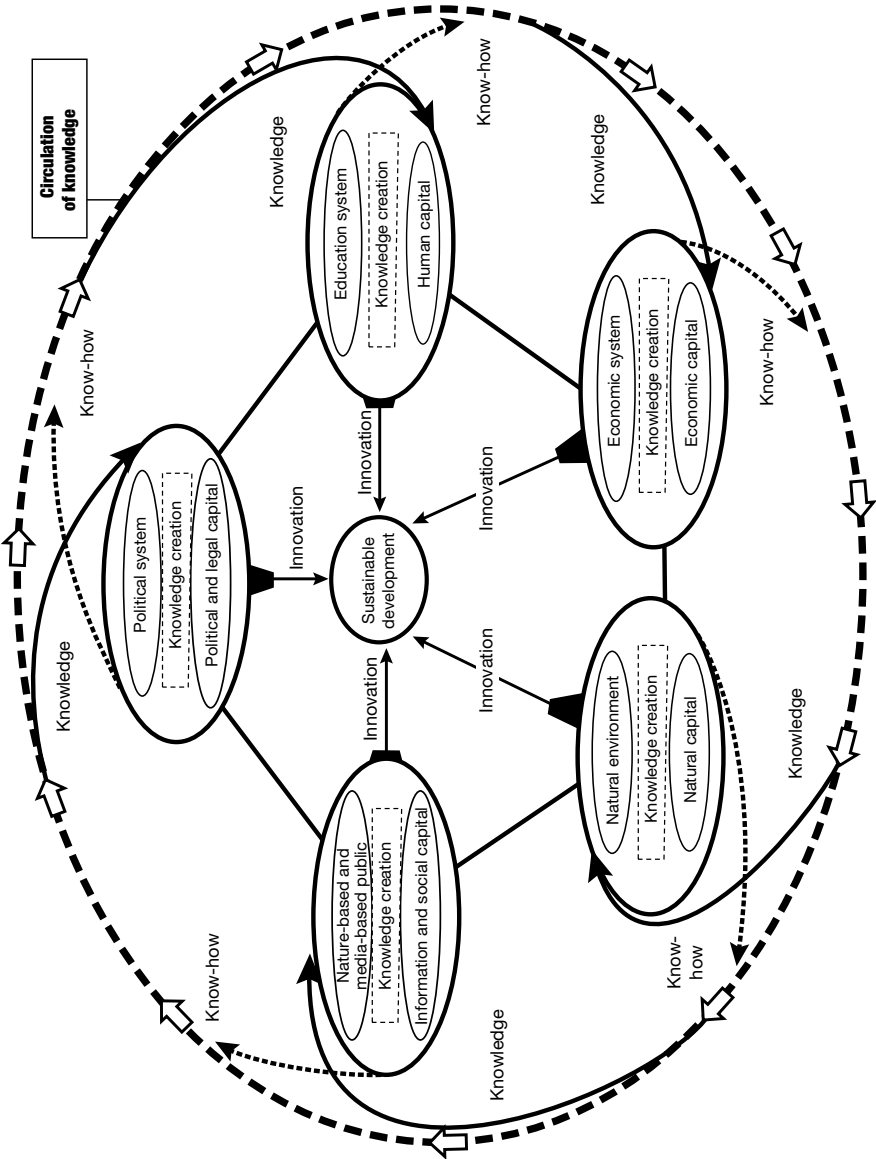 Circulation
of knowledge
Knowledge
Know-how
Political system
Knowledge creation
Political and legal capital
Know-how
Knowledge
Innovation
Nature-based and
media-based public
Knowledge creation
Information and social capital
Innovation
Sustainable
development
Innovation
Education system
Knowledge creation
Human capital
Know-how
Innovation
Innovation
Knowledge
Knowledge
Natural environment
Knowledge creation
Natural capital
Economic system
Knowledge creation
Economic capital
Know-
how
Know-how
Knowledge